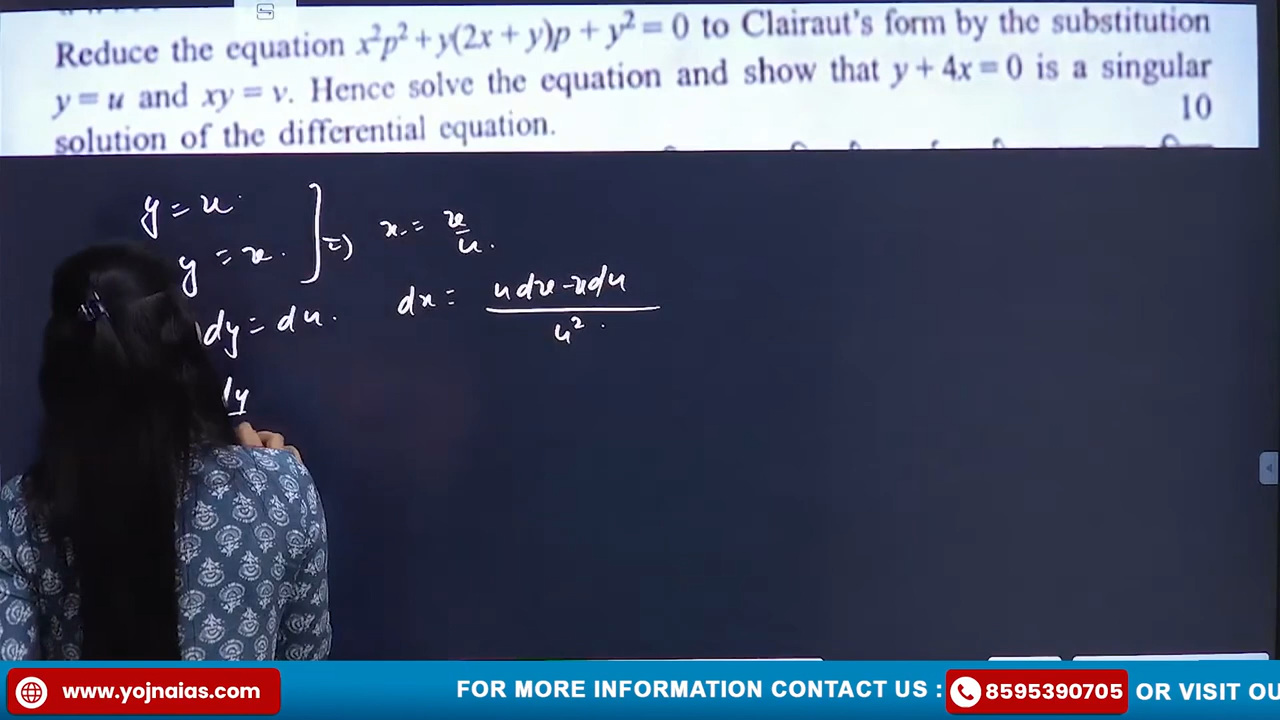 Reduce the equation x²p² + y(2x + y)p + y² = 0 to Clairaut's form by the substitution
y = u and xy = v. Hence solve the equation and show that y + 4x = 0 is a singular
solution of the differential equation. 10
y = u
y = v
⇒ x = v/u
dy = du
dx = (u dv - v du)/u²
dy
www.yojnaias.com
FOR MORE INFORMATION CONTACT US : 8595390705 OR VISIT OU